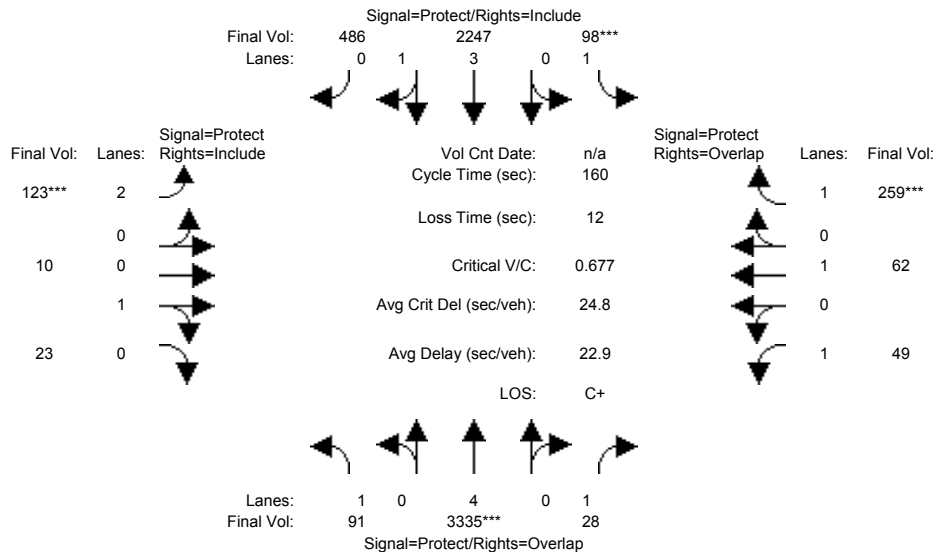 Signal=Protect/Rights=Include
Final Vol: 486 2247 98***
Lanes: 0 1 3 0 1
Signal=Protect Signal=Protect
Final Vol: Lanes: Rights=Include Vol Cnt Date: n/a Rights=Overlap Lanes: Final Vol:
Cycle Time (sec): 160
123*** 2 1 259***
Loss Time (sec): 12
0 0
10 0 Critical V/C: 0.677 1 62
1 Avg Crit Del (sec/veh): 24.8 0
23 0 Avg Delay (sec/veh): 22.9 1 49
LOS: C+
Lanes: 1 0 4 0 1
Final Vol: 91 3335*** 28
Signal=Protect/Rights=Overlap